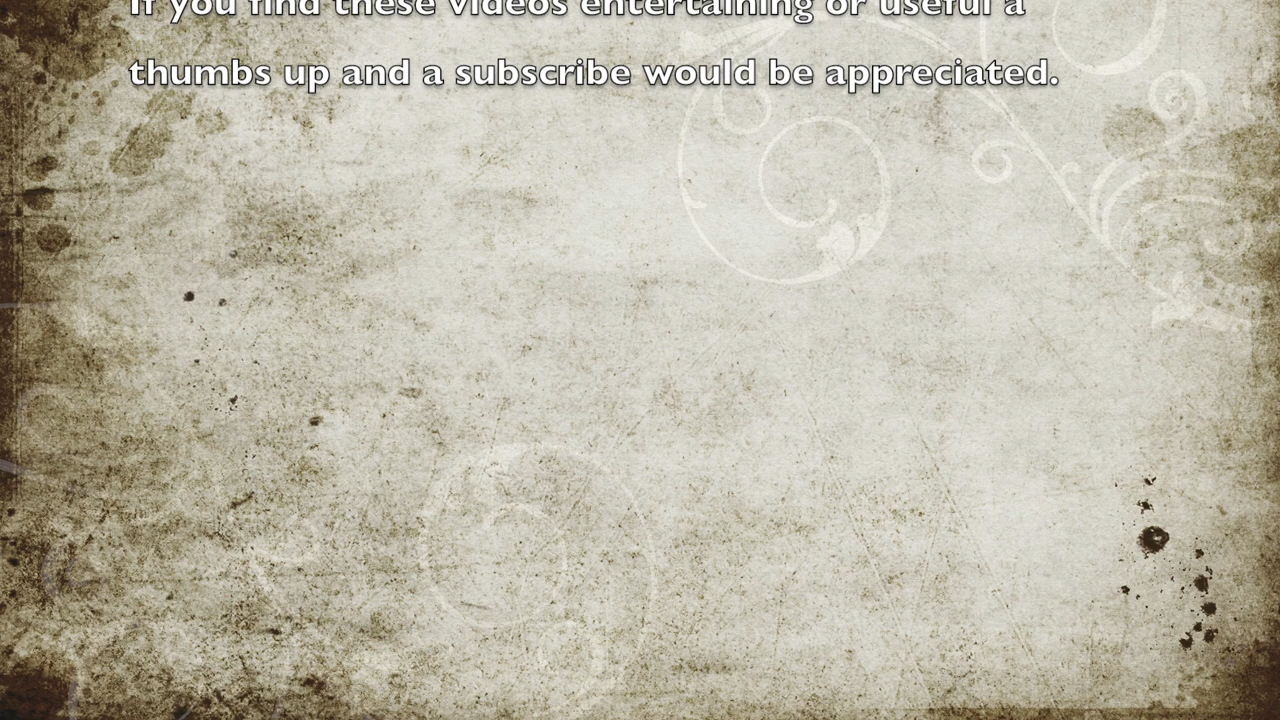 If you find these videos entertaining or useful a
thumbs up and a subscribe would be appreciated.